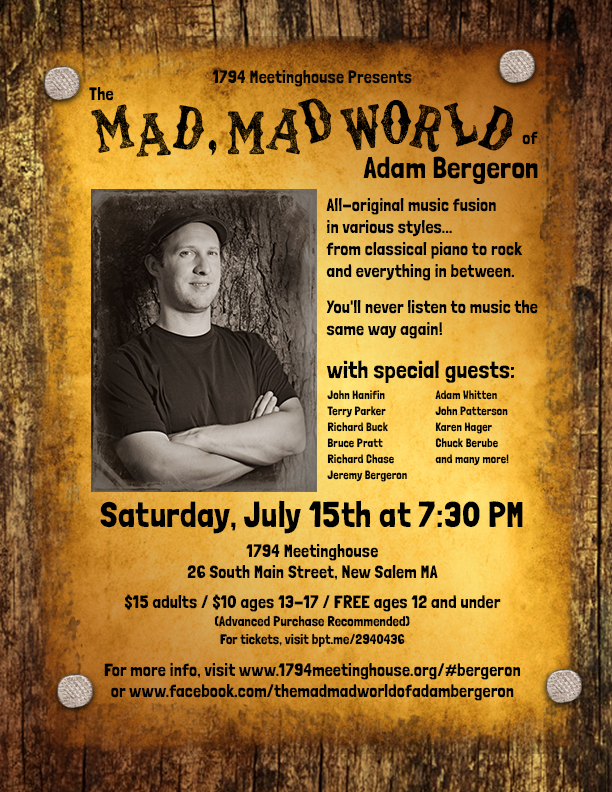 1794 Meetinghouse Presents
The
MAD, MAD WORLD of
Adam Bergeron
All-original music fusion
in various styles...
from classical piano to rock
and everything in between.
You'll never listen to music the
same way again!
with special guests:
John Hanifin
Terry Parker
Richard Buck
Bruce Pratt
Richard Chase
Jeremy Bergeron
Adam Whitten
John Patterson
Karen Hager
Chuck Berube
and many more!
Saturday, July 15th at 7:30 PM
1794 Meetinghouse
26 South Main Street, New Salem MA
$15 adults / $10 ages 13-17 / FREE ages 12 and under
(Advanced Purchase Recommended)
For tickets, visit bpt.me/2940436
For more info, visit www.1794meetinghouse.org/#bergeron
or www.facebook.com/themadmadworldofadambergeron